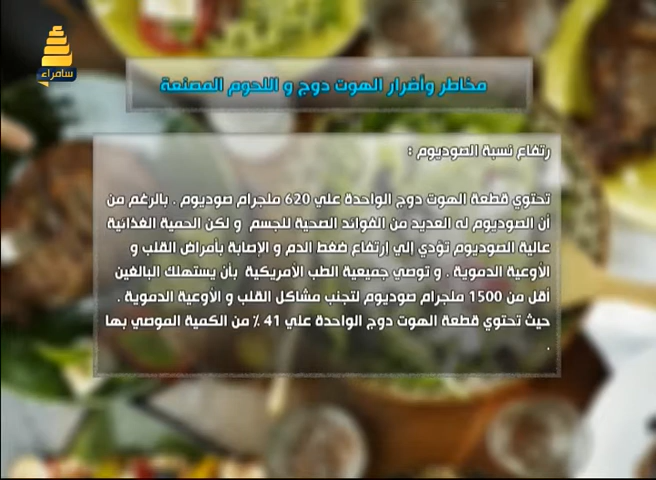 سامراء
مخاطر وأضرار الهوت دوج و اللحوم المصنعة
رتفاع نسبة الصوديوم :
تحتوي قطعة الهوت دوج الواحدة علي 620 ملجرام صوديوم . بالرغم من
أن الصوديوم له العديد من الفوائد الصحية للجسم و لكن الحمية الغذائية
عالية الصوديوم تؤدي إلي إرتفاع ضغط الدم و الإصابة بأمراض القلب و
الأوعية الدموية . و توصي جميعية الطب الأمريكية بأن يستهلك البالغين
أقل من 1500 ملجرام صوديوم لتجنب مشاكل القلب و الأوعية الدموية .
حيث تحتوي قطعة الهوت دوج الواحدة علي 41 ٪ من الكمية الموصي بها
.